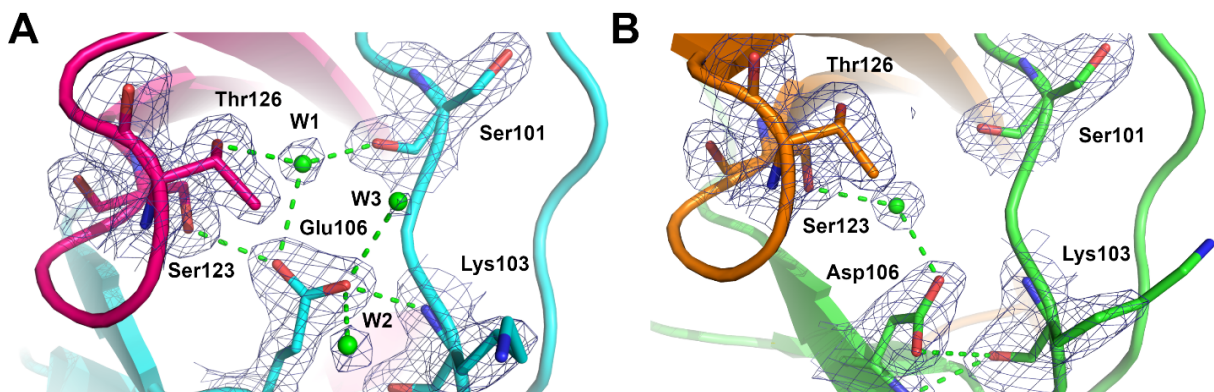 A
Thr126
W1
Ser101
W3
Glu106
Ser123
Lys103
W2
B
Thr126
Ser101
Ser123
Lys103
Asp106